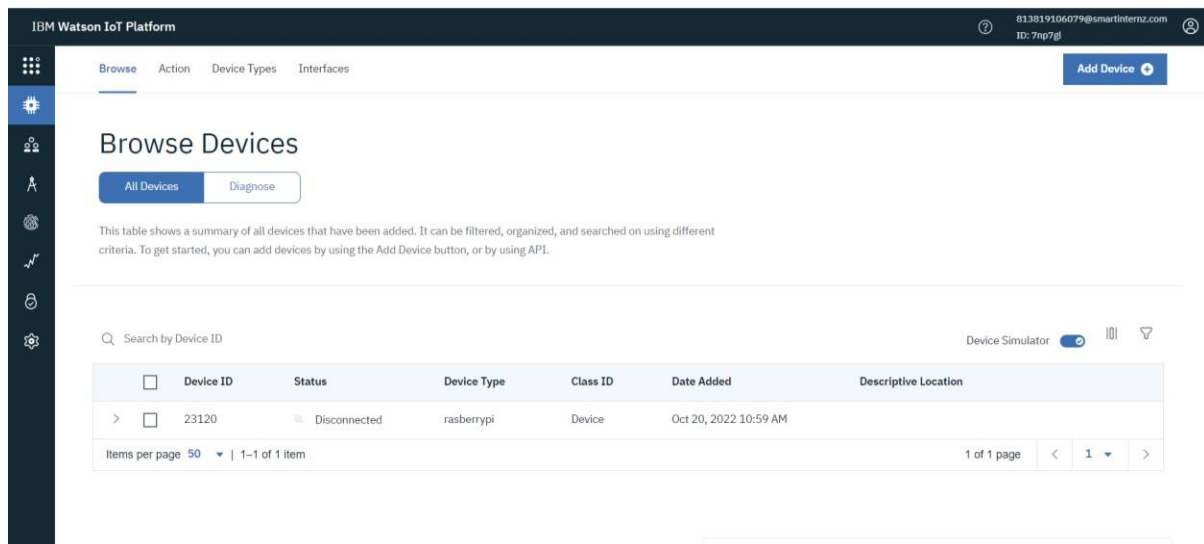 IBM Watson IoT Platform
813819106079@smartinternz.com
ID: 7np7gl
Browse Action Device Types Interfaces
Add Device
Browse Devices
All Devices Diagnose
This table shows a summary of all devices that have been added. It can be filtered, organized, and searched on using different
criteria. To get started, you can add devices by using the Add Device button, or by using API.
Search by Device ID
Device Simulator
Device ID Status Device Type Class ID Date Added Descriptive Location
23120 Disconnected rasberrypi Device Oct 20, 2022 10:59 AM
Items per page 50 | 1–1 of 1 item 1 of 1 page < 1 >